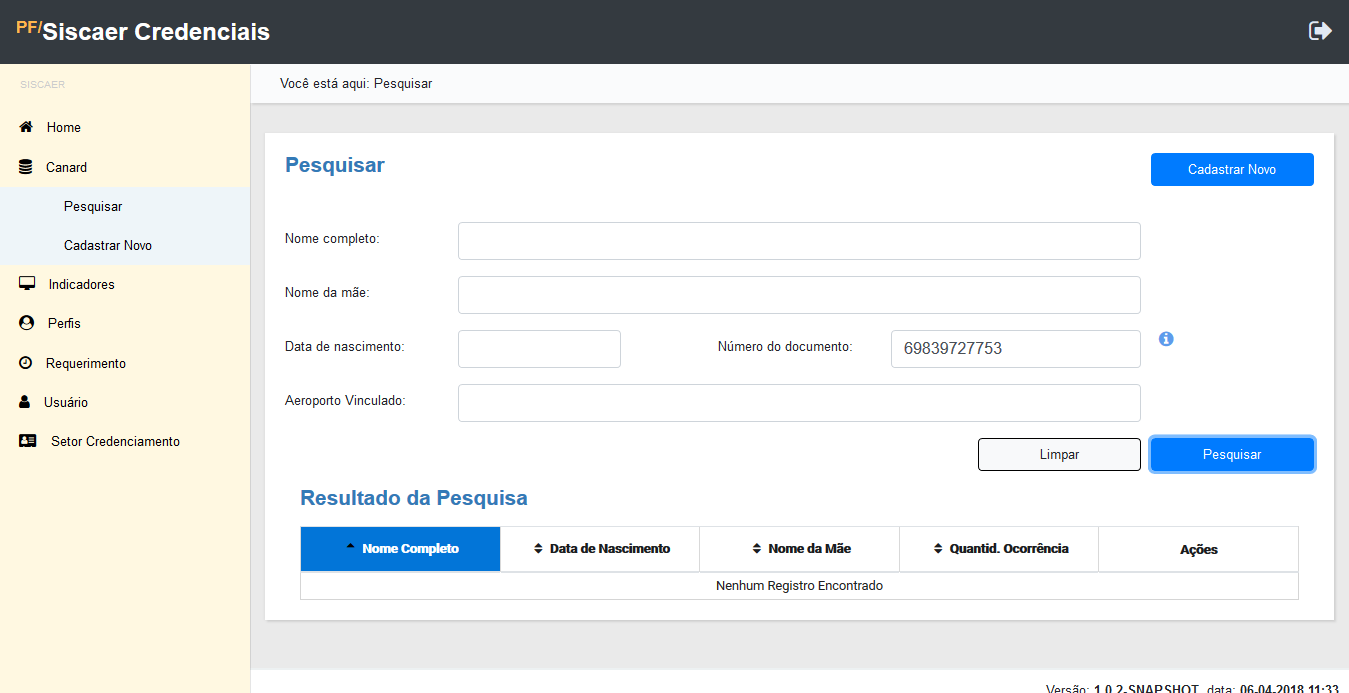 PF/Siscaer Credenciais
SISCAER
Você está aqui: Pesquisar
Home
Canard
Pesquisar
Cadastrar Novo
Indicadores
Perfis
Requerimento
Usuário
Setor Credenciamento
Pesquisar
Cadastrar Novo
Nome completo:
Nome da mãe:
Data de nascimento:
Número do documento:
69839727753
Aeroporto Vinculado:
Limpar
Pesquisar
Resultado da Pesquisa
Nome Completo
Data de Nascimento
Nome da Mãe
Quantid. Ocorrência
Ações
Nenhum Registro Encontrado
Versão: 1.0.2-SNAPSHOT data: 06-04-2018 11:33